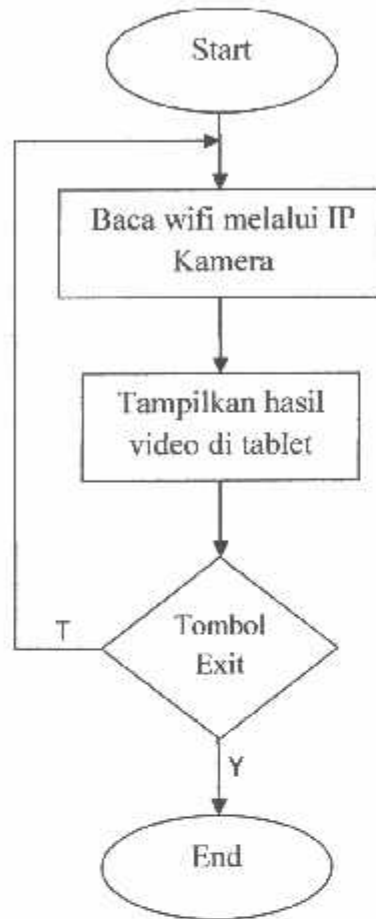 Start
Baca wifi melalui IP
Kamera
Tampilkan hasil
video di tablet
Tombol
Exit
T
Y
End